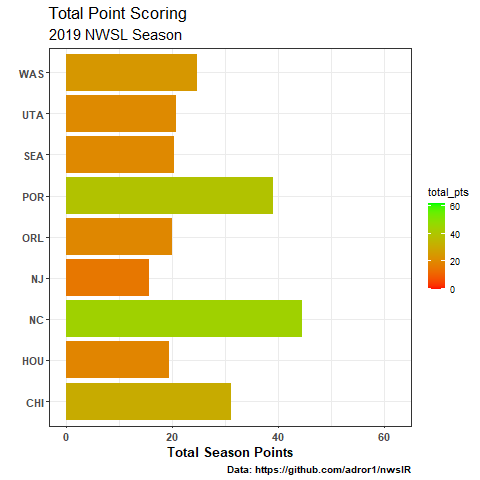 Total Point Scoring
2019 NWSL Season
WAS
UTA
SEA
POR
ORL
NJ
NC
HOU
CHI
0 20 40 60
Total Season Points
Data: https://github.com/adror1/nwslR
total_pts
60
40
20
0